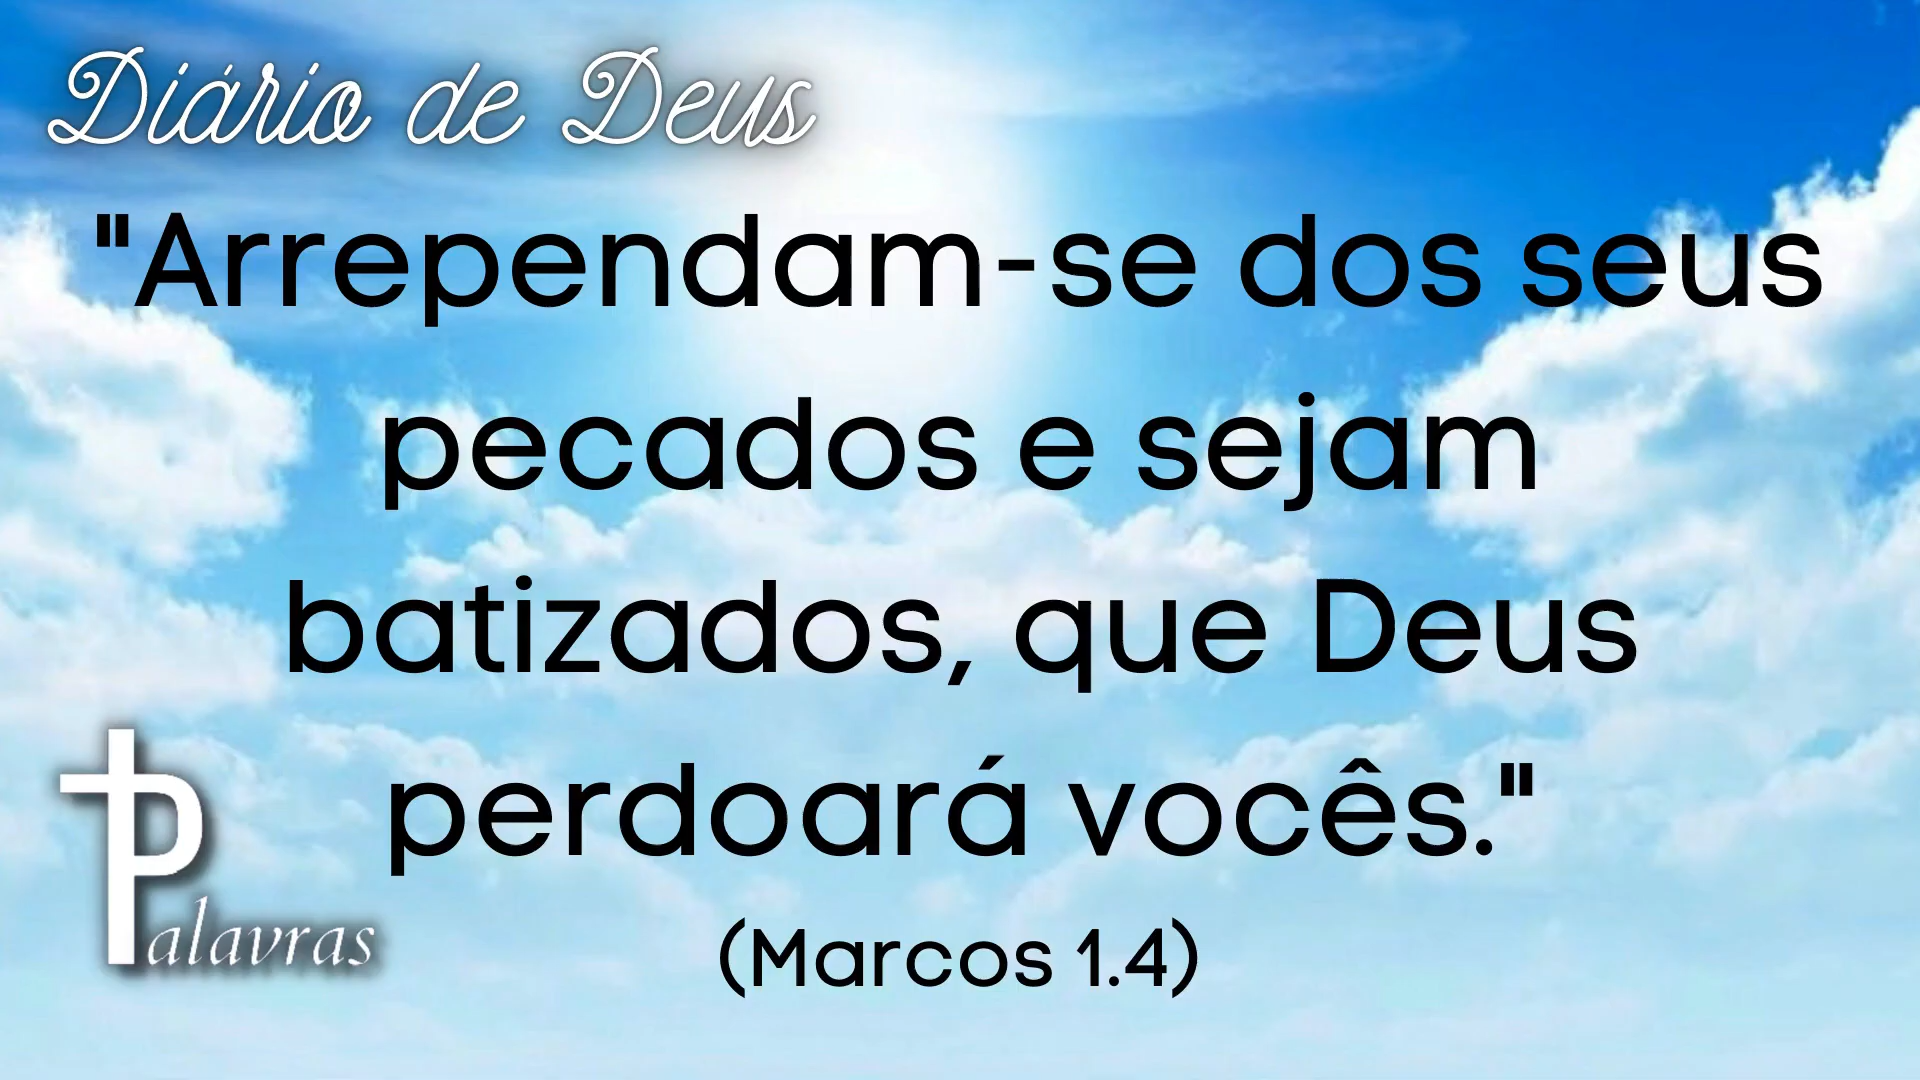 Diário de Deus
"Arrependam-se dos seus
pecados e sejam
batizados, que Deus
perdoará vocês."
(Marcos 1.4)
Palavras